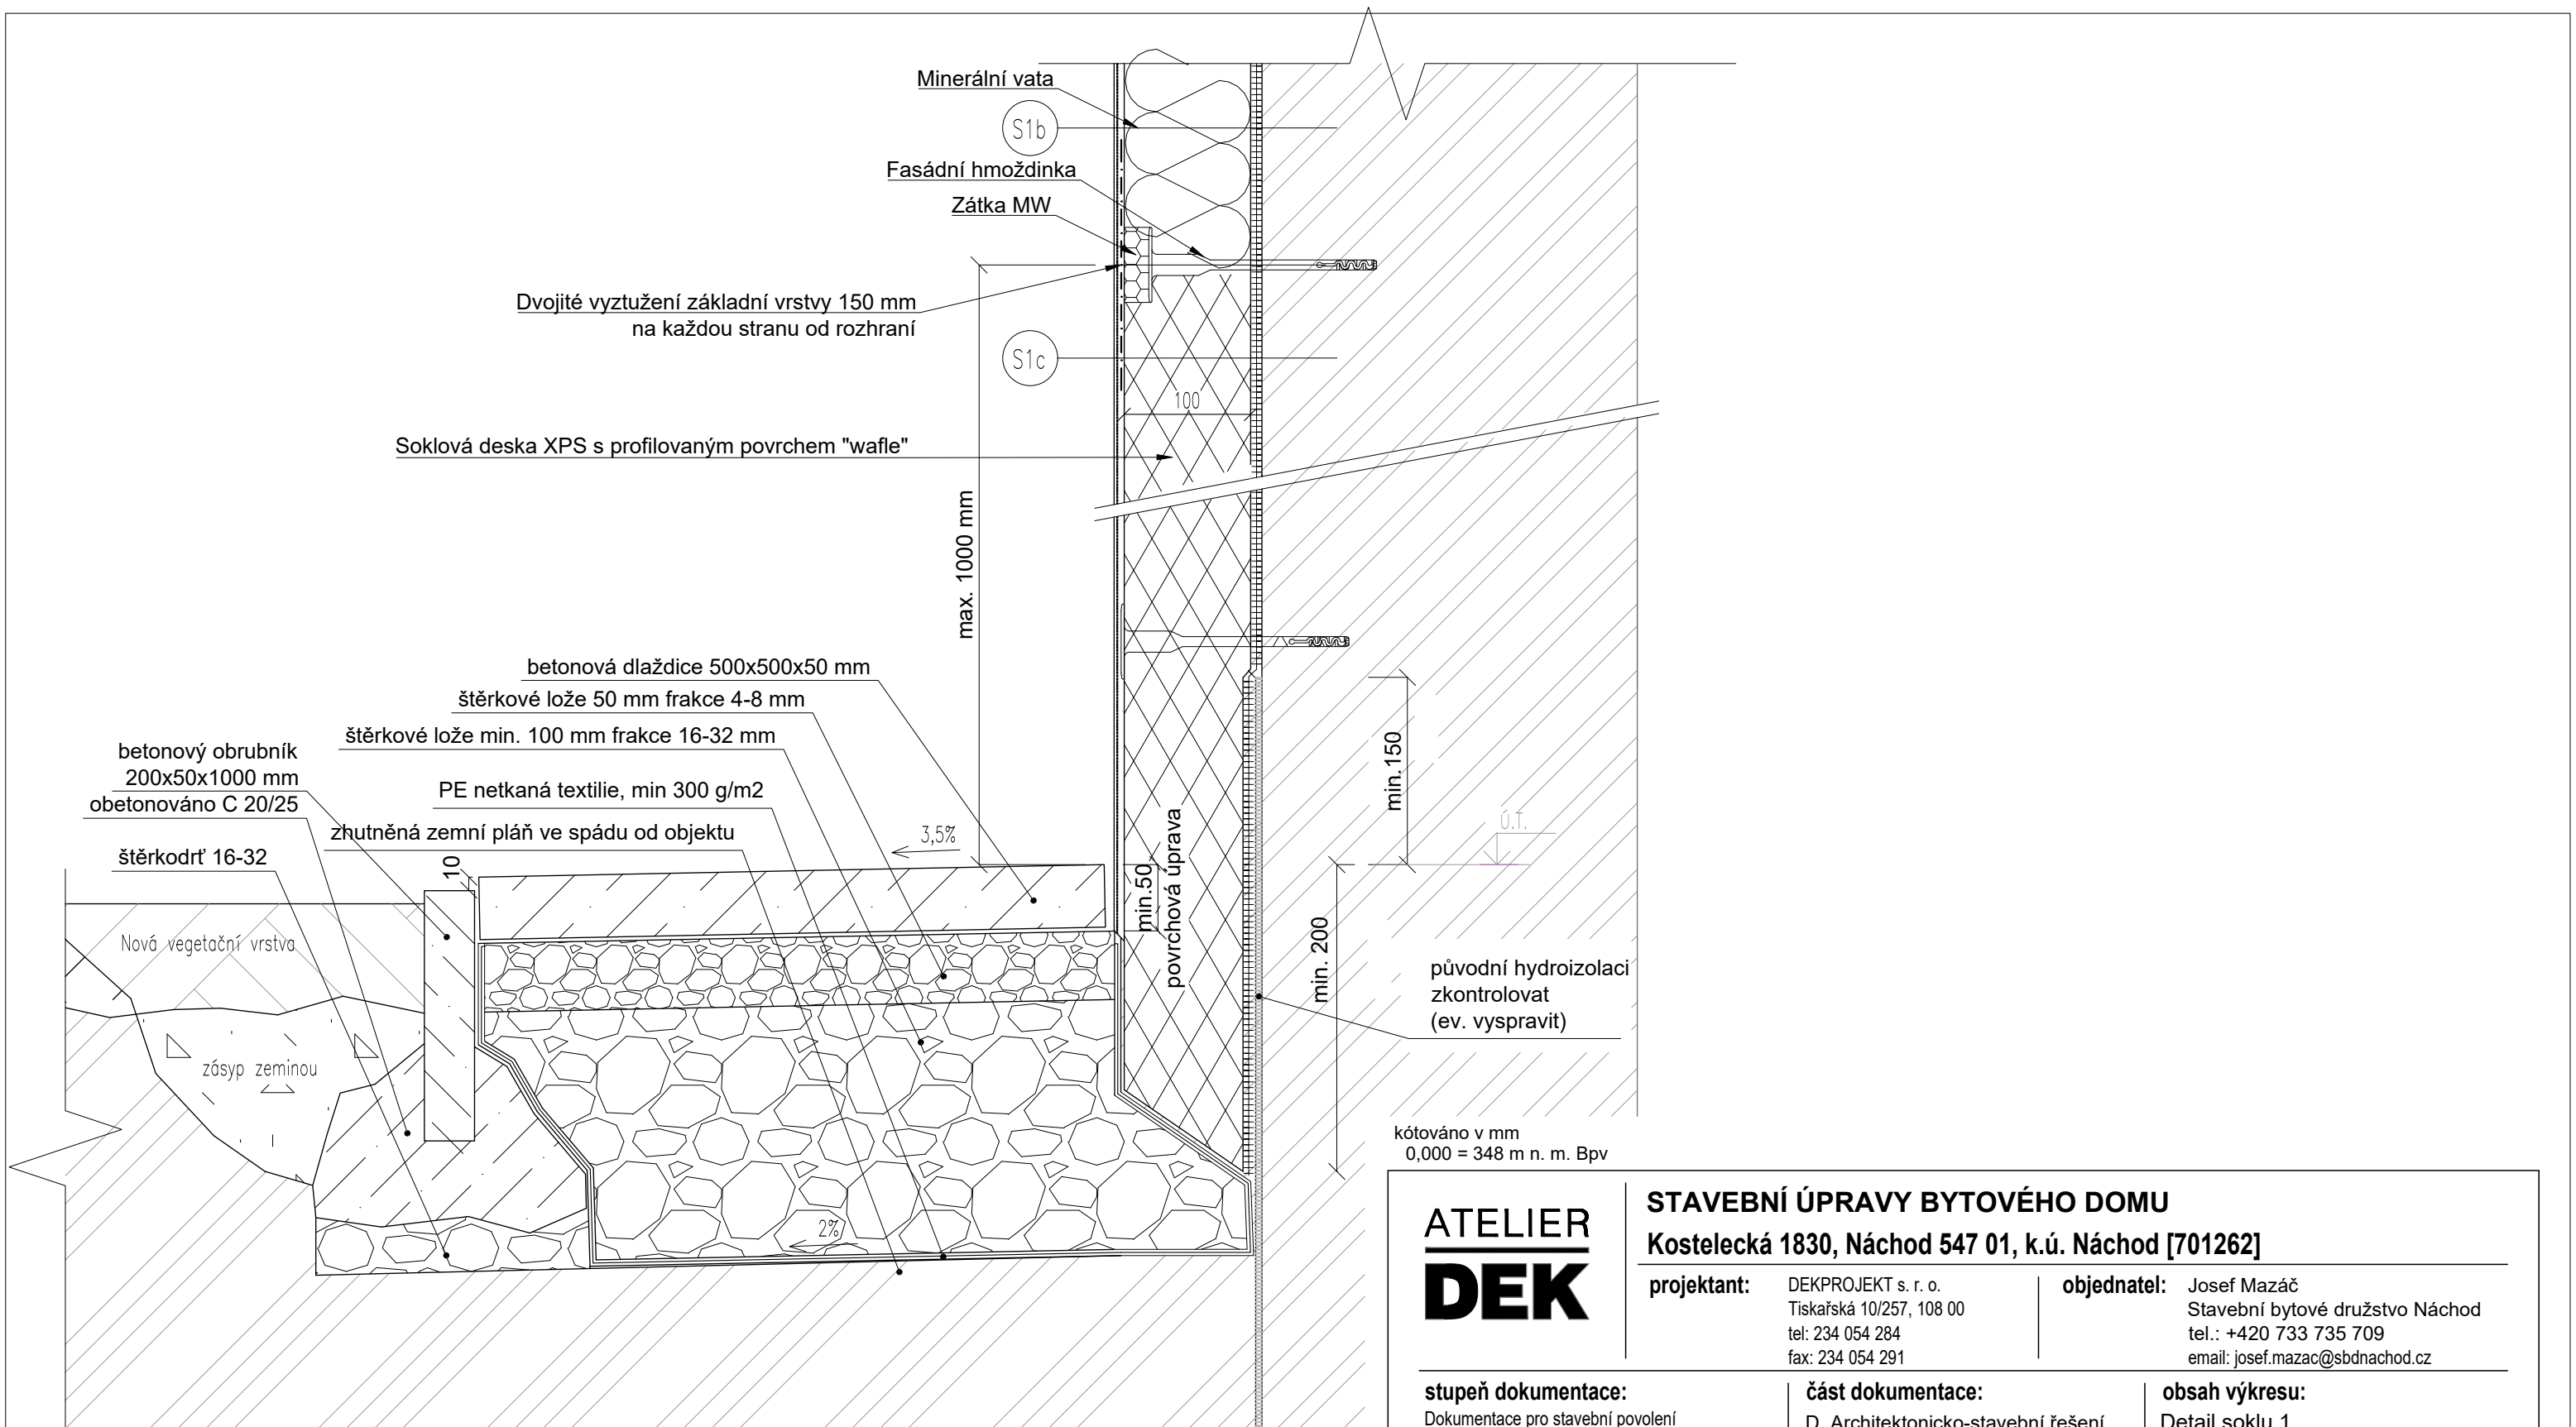 Minerální vata
S1b
Fasádní hmoždinka
Zátka MW
Dvojité vyztužení základní vrstvy 150 mm
na každou stranu od rozhraní
S1c
100
Soklová deska XPS s profilovaným povrchem "wafle"
max. 1000 mm
betonová dlaždice 500x500x50 mm
štěrkové lože 50 mm frakce 4-8 mm
štěrkové lože min. 100 mm frakce 16-32 mm
betonový obrubník
200x50x1000 mm
PE netkaná textilie, min 300 g/m2
obetonováno C 20/25
zhutněná zemní pláň ve spádu od objektu
štěrkodrť 16-32
3,5%
10
min.50
povrchová úprava
min.150
Ú.T.
min. 200
Nová vegetační vrstva
zásyp zeminou
původní hydroizolaci
zkontrolovat
(ev. vyspravit)
2%
kótováno v mm
0,000 = 348 m n. m. Bpv
ATELIER
DEK
STAVEBNÍ ÚPRAVY BYTOVÉHO DOMU
Kostelecká 1830, Náchod 547 01, k.ú. Náchod [701262]
projektant:
DEKPROJEKT s. r. o.
Tiskařská 10/257, 108 00
tel: 234 054 284
fax: 234 054 291
objednatel:
Josef Mazáč
Stavební bytové družstvo Náchod
tel.: +420 733 735 709
email: josef.mazac@sbdnachod.cz
stupeň dokumentace:
Dokumentace pro stavební povolení
část dokumentace:
D. Architektonicko-stavební řešení
obsah výkresu:
Detail soklu 1